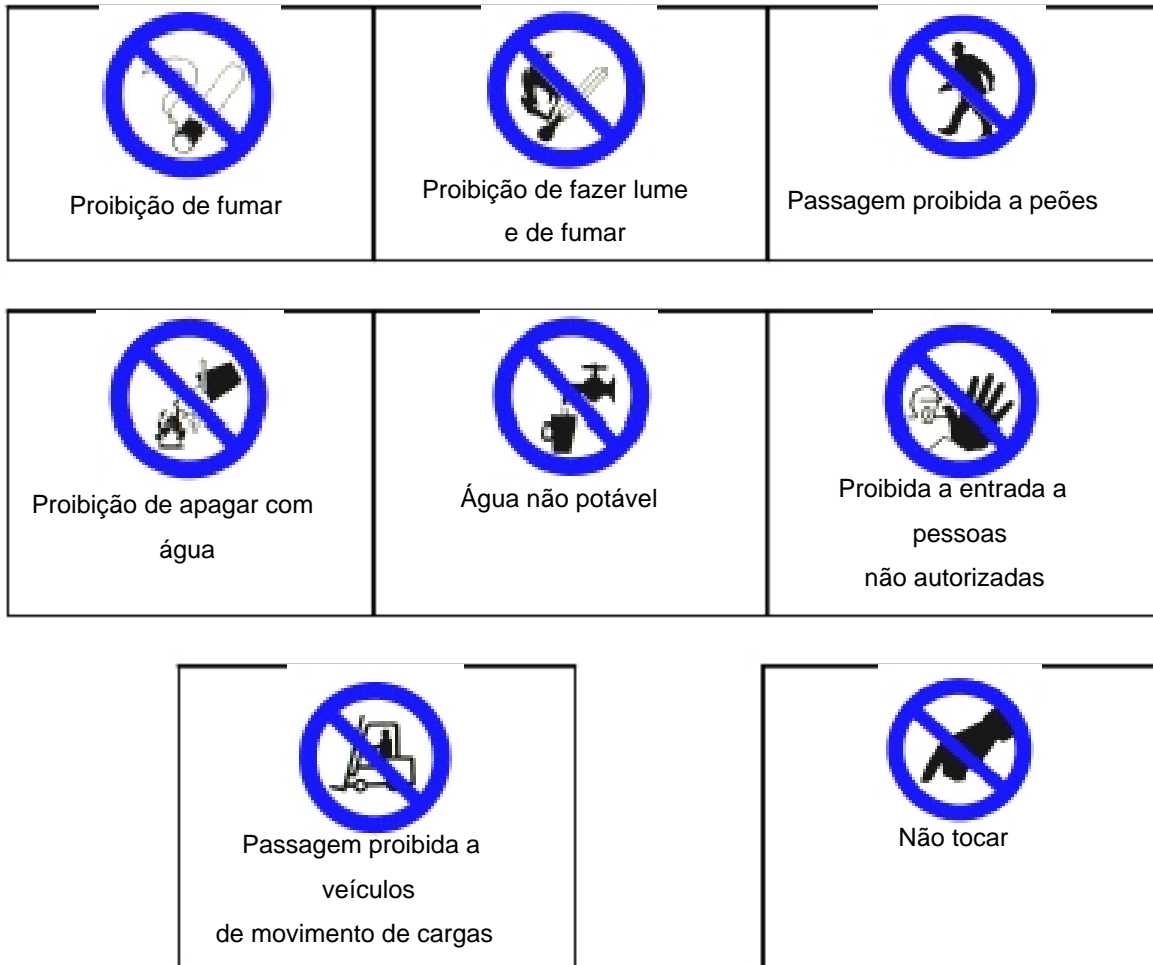 Proibição de fumar
Proibição de fazer lume
e de fumar
Passagem proibida a peões
Proibição de apagar com
água
Água não potável
Proibida a entrada a
pessoas
não autorizadas
Passagem proibida a
veículos
de movimento de cargas
Não tocar